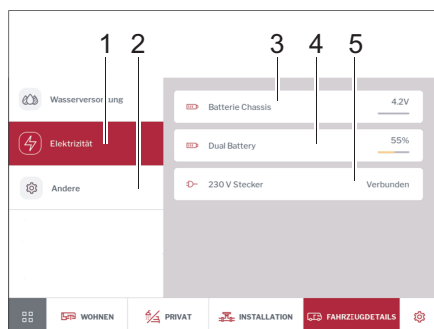 1 2 3 4 5
Wasserversorgung
Batterie Chassis 4.2V
Elektrizität
Dual Battery 55%
Andere
230 V Stecker Verbunden
WOHNEN PRIVAT INSTALLATION FAHRZEUGDETAILS